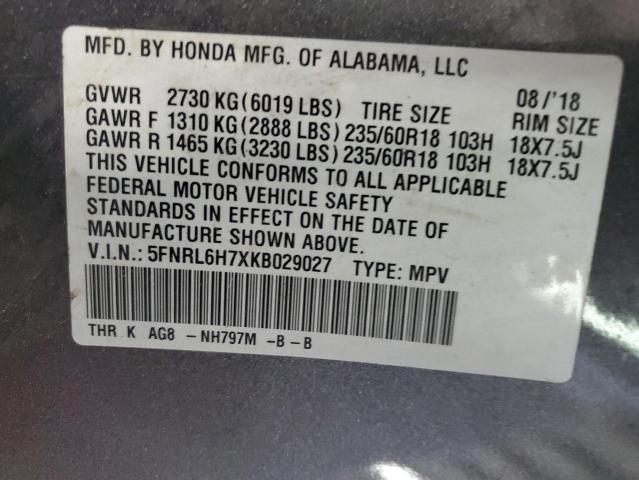 MFD. BY HONDA MFG. OF ALABAMA, LLC
GVWR 2730 KG(6019 LBS) TIRE SIZE 08/'18 RIM SIZE
GAWR F 1310 KG(2888 LBS) 235/60R18 103H 18X7.5J
GAWR R 1465 KG(3230 LBS) 235/60R18 103H 18X7.5J
THIS VEHICLE CONFORMS TO ALL APPLICABLE
FEDERAL MOTOR VEHICLE SAFETY
STANDARDS IN EFFECT ON THE DATE OF
MANUFACTURE SHOWN ABOVE.
V.I.N.: 5FNRL6H7XKB029027 TYPE: MPV
THR K AG8 -NH797M -B-B